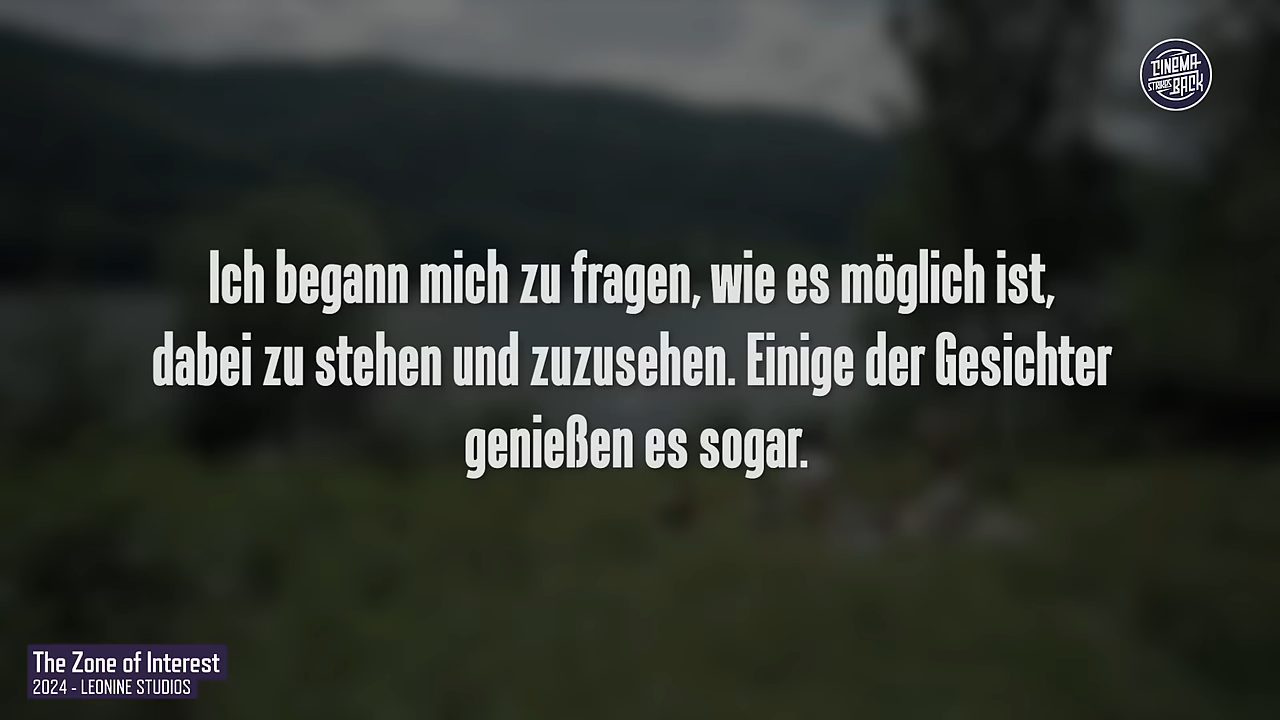 CINEMA
STRIKES
BACK
Ich begann mich zu fragen, wie es möglich ist,
dabei zu stehen und zuzusehen. Einige der Gesichter
genießen es sogar.
The Zone of Interest
2024 - LEONINE STUDIOS